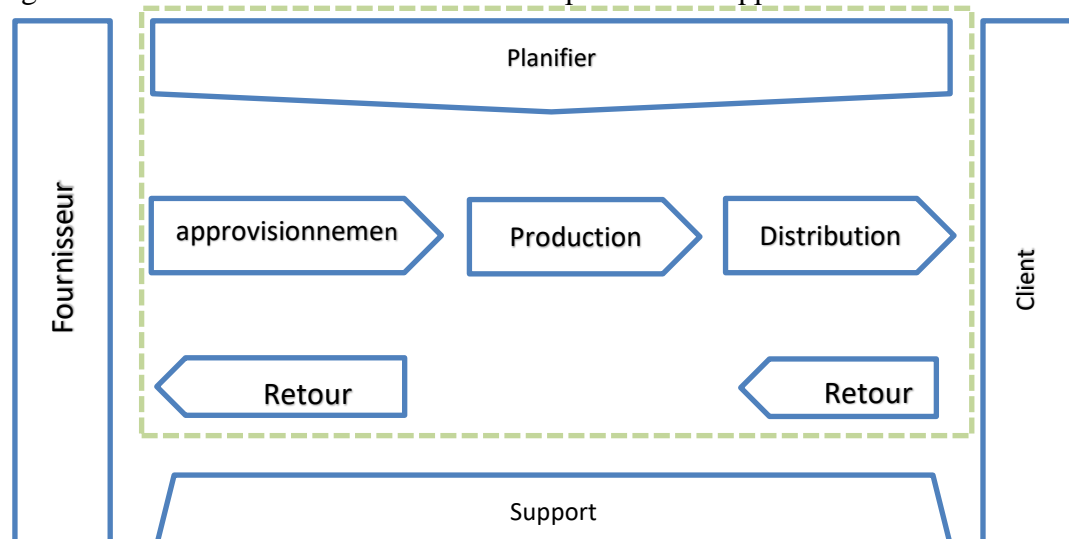 Planifier
Fournisseur
approvisionnemen
Production
Distribution
Client
Retour
Retour
Support